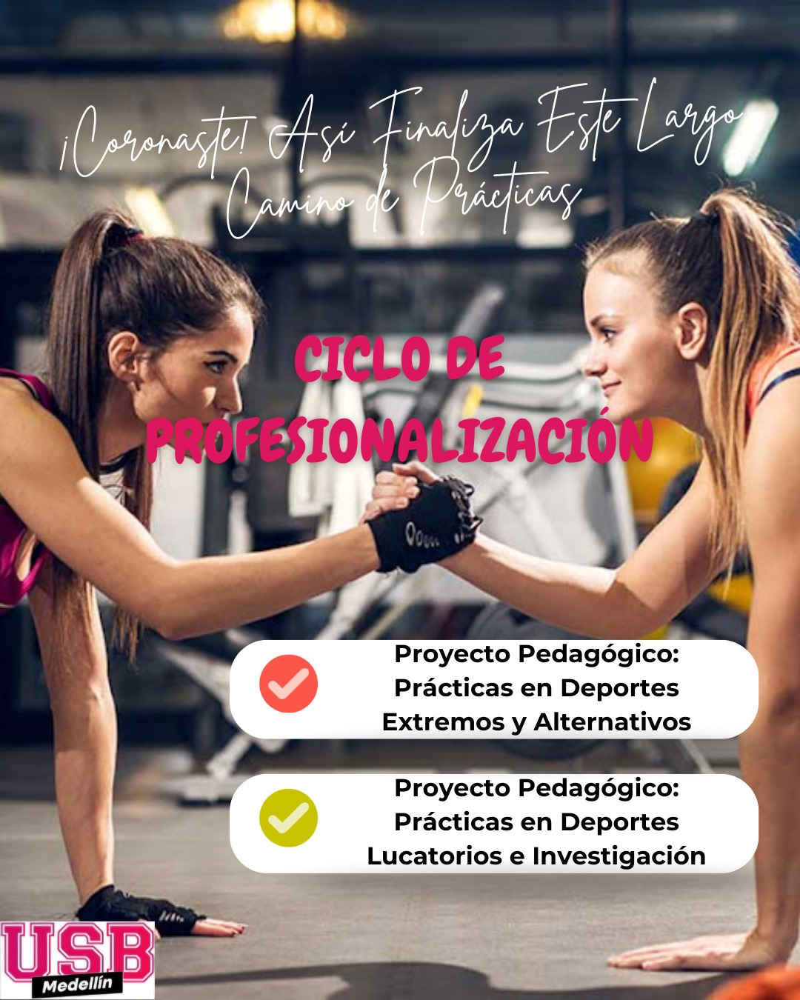 ¡Coronaste! Así Finaliza Este Largo
Camino de Prácticas
CICLO DE
PROFESIONALIZACIÓN
Proyecto Pedagógico:
Prácticas en Deportes
Extremos y Alternativos
Proyecto Pedagógico:
Prácticas en Deportes
Lucatorios e Investigación
USB
Medellín